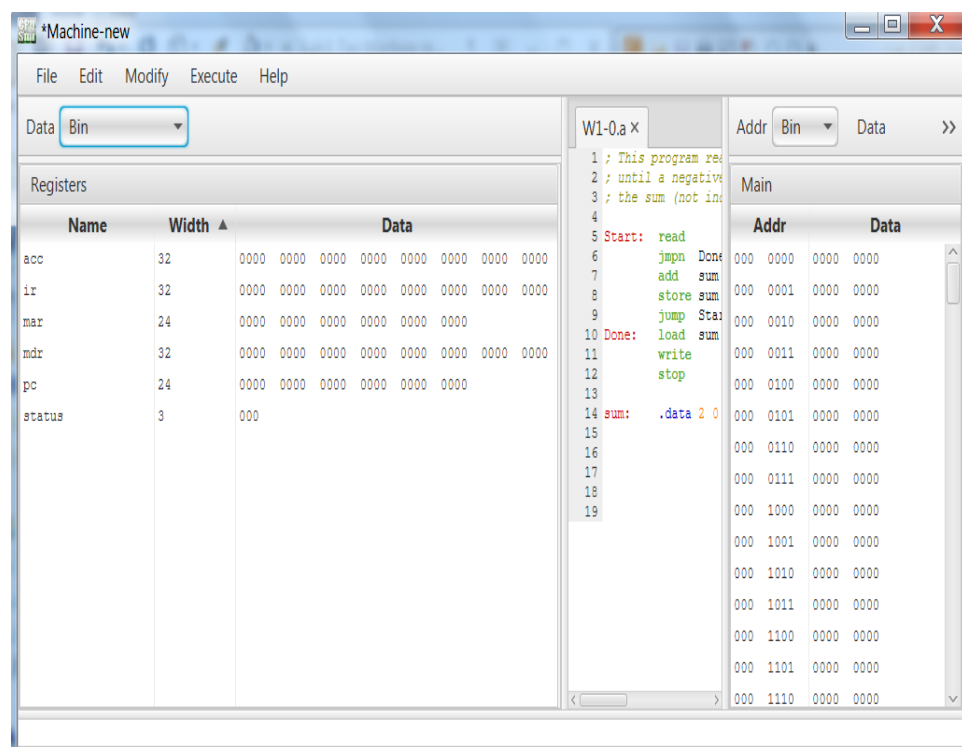 *Machine-new
X
File Edit Modify Execute Help
Data Bin
Registers
Name Width Data
acc 32 0000 0000 0000 0000 0000 0000 0000 0000
ir 32 0000 0000 0000 0000 0000 0000 0000 0000
mar 24 0000 0000 0000 0000 0000 0000
mdr 32 0000 0000 0000 0000 0000 0000 0000 0000
pc 24 0000 0000 0000 0000 0000 0000
status 3 000
W1-0.a ×
1 ; This program rea
2 ; until a negative
3 ; the sum (not inc
4
5 Start: read
6 jmpn Done
7 add sum
8 store sum
9 jump Star
10 Done: load sum
11 write
12 stop
13
14 sum: .data 2 0
15
16
17
18
19
Addr Bin Data >>
Main
Addr Data
000 0000 0000 0000
000 0001 0000 0000
000 0010 0000 0000
000 0011 0000 0000
000 0100 0000 0000
000 0101 0000 0000
000 0110 0000 0000
000 0111 0000 0000
000 1000 0000 0000
000 1001 0000 0000
000 1010 0000 0000
000 1011 0000 0000
000 1100 0000 0000
000 1101 0000 0000
000 1110 0000 0000